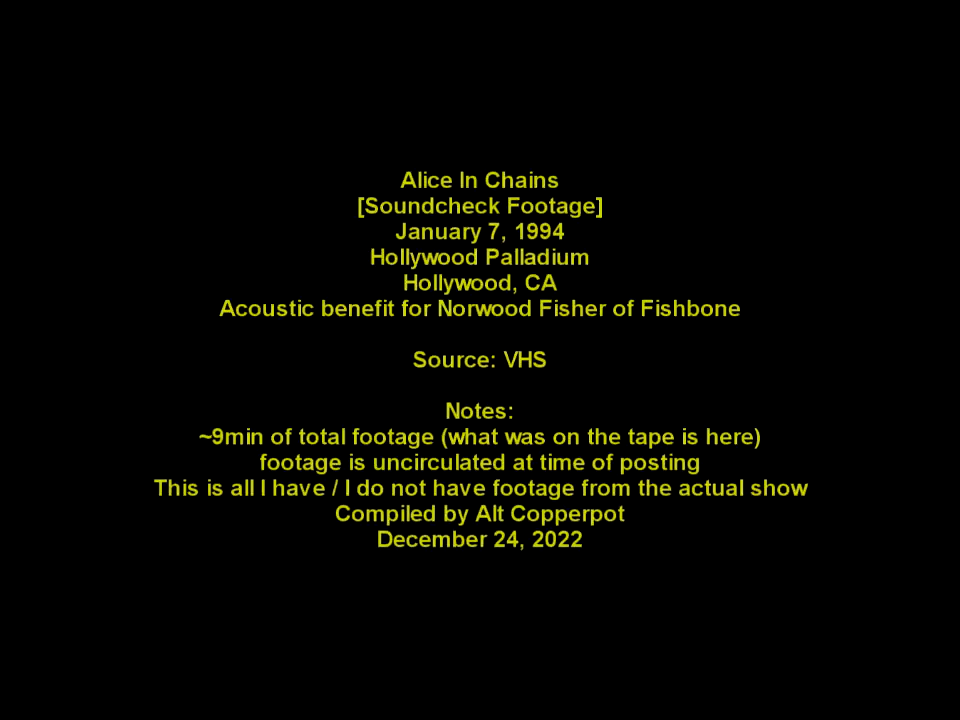 Alice In Chains
[Soundcheck Footage]
January 7, 1994
Hollywood Palladium
Hollywood, CA
Acoustic benefit for Norwood Fisher of Fishbone
Source: VHS
Notes:
~9min of total footage (what was on the tape is here)
footage is uncirculated at time of posting
This is all I have / I do not have footage from the actual show
Compiled by Alt Copperpot
December 24, 2022